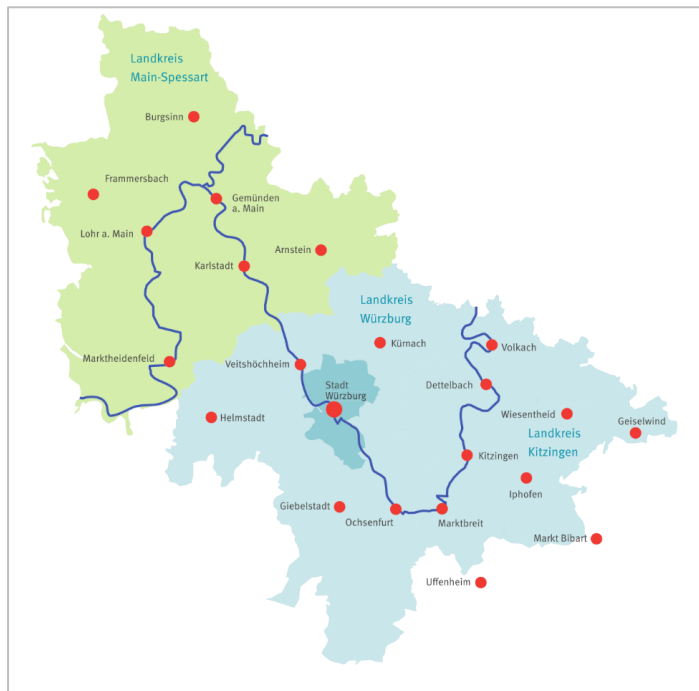 Landkreis
Main-Spessart
Burgsinn
Frammersbach
Gemünden
a. Main
Lohr a. Main
Arnstein
Karlstadt
Landkreis
Würzburg
Kürnach
Volkach
Marktheidenfeld
Veitshöchheim
Stadt
Würzburg
Dettelbach
Helmstadt
Wiesentheid
Geiselwind
Landkreis
Kitzingen
Kitzingen
Iphofen
Giebelstadt
Ochsenfurt
Marktbreit
Markt Bibart
Uffenheim